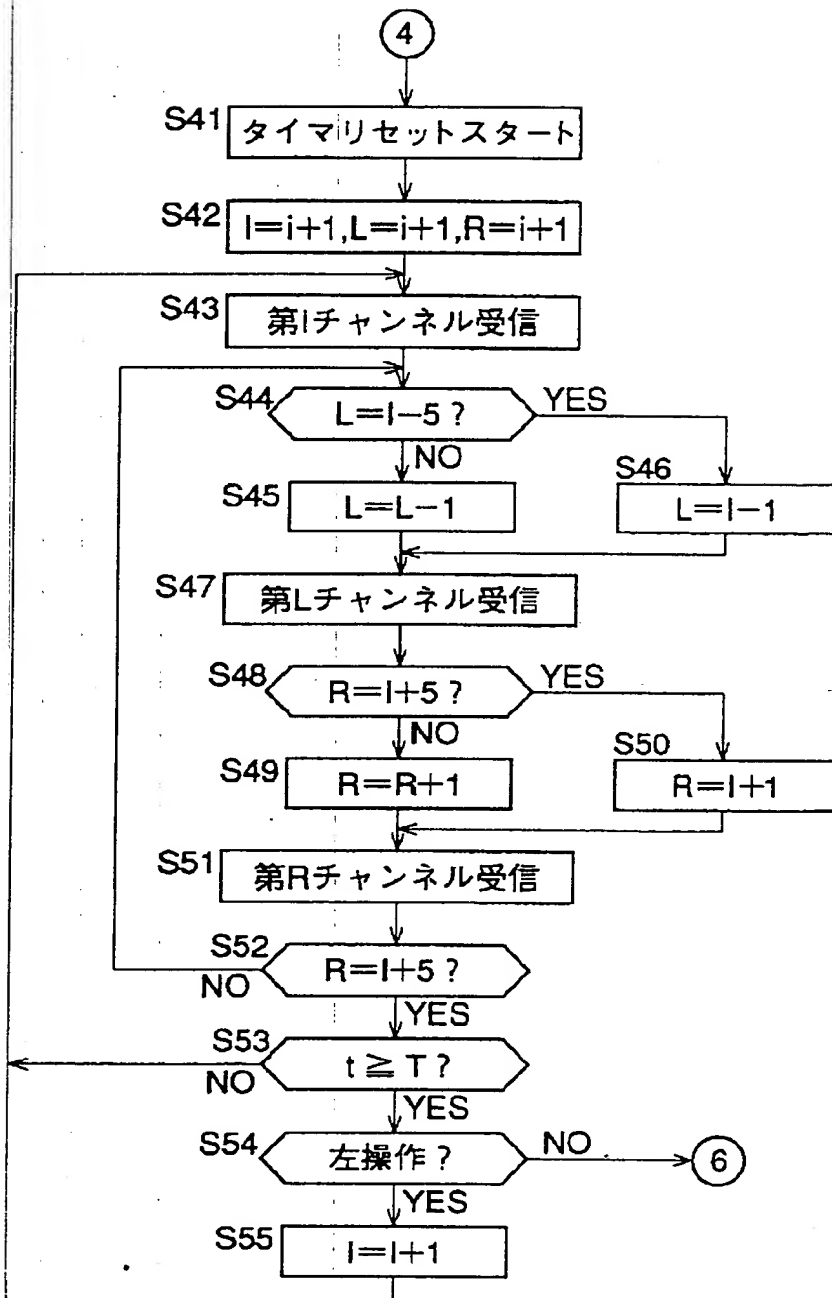 4
S41
タイマリセットスタート
S42
I=i+1,L=i+1,R=i+1
S43
第Iチャンネル受信
S44
L=I−5?
YES
NO
S45
L=L−1
S46
L=I−1
S47
第Lチャンネル受信
S48
R=I+5?
YES
NO
S49
R=R+1
S50
R=I+1
S51
第Rチャンネル受信
S52
R=I+5?
NO
YES
S53
t≧T?
NO
YES
S54
左操作?
NO
6
YES
S55
I=I+1